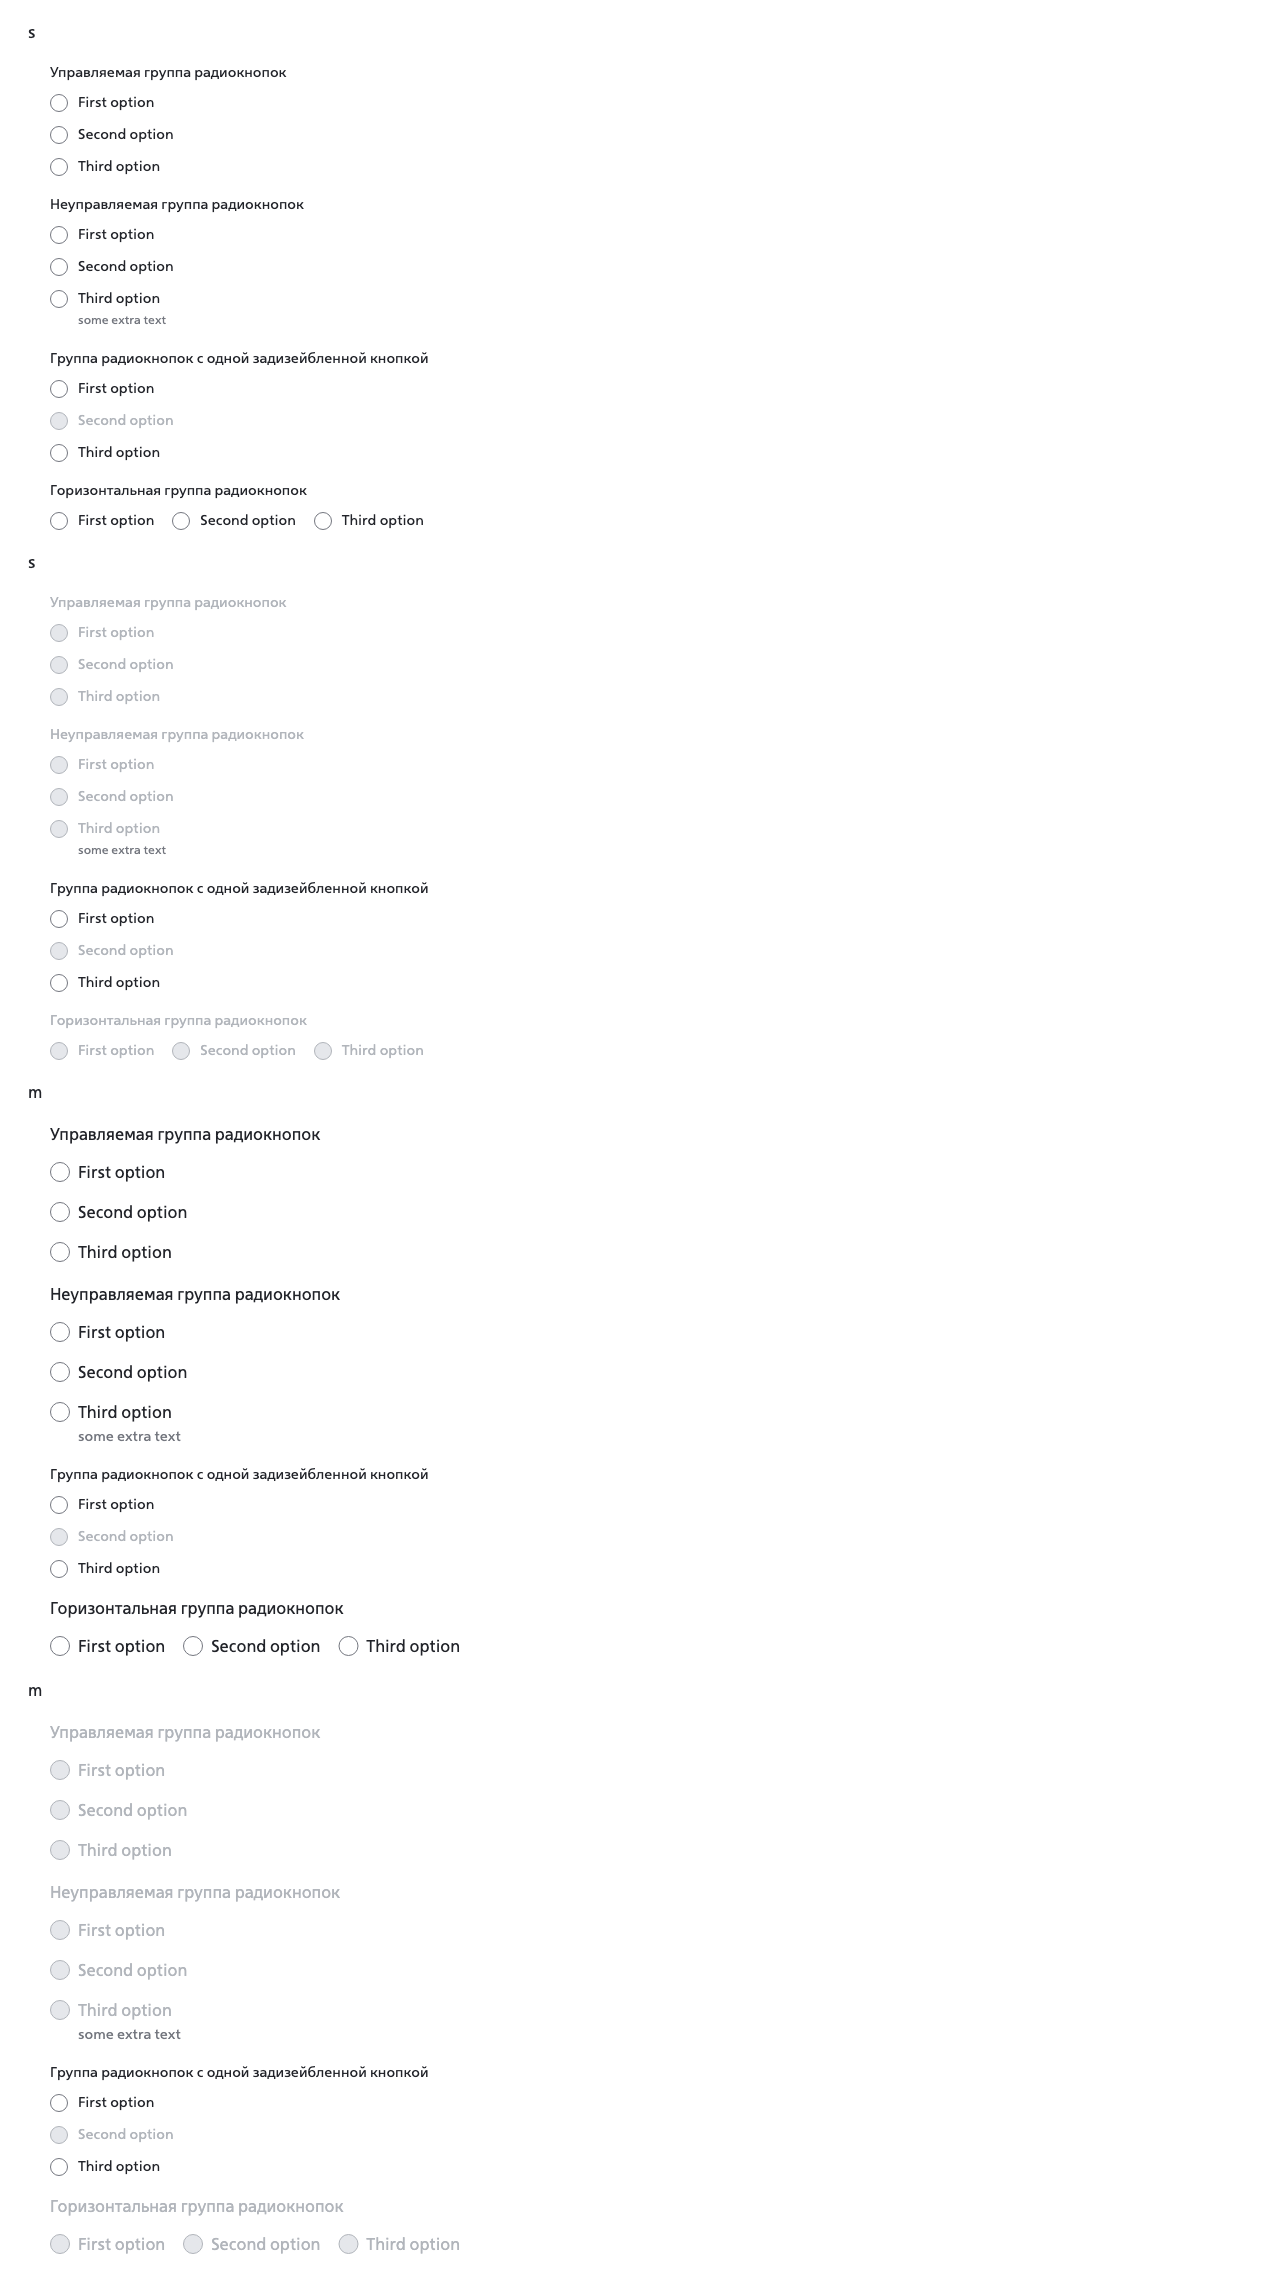 s
Управляемая группа радиокнопок
First option
Second option
Third option
Неуправляемая группа радиокнопок
First option
Second option
Third option
some extra text
Группа радиокнопок с одной задизейбленной кнопкой
First option
Second option
Third option
Горизонтальная группа радиокнопок
First option Second option Third option
s
Управляемая группа радиокнопок
First option
Second option
Third option
Неуправляемая группа радиокнопок
First option
Second option
Third option
some extra text
Группа радиокнопок с одной задизейбленной кнопкой
First option
Second option
Third option
Горизонтальная группа радиокнопок
First option Second option Third option
m
Управляемая группа радиокнопок
First option
Second option
Third option
Неуправляемая группа радиокнопок
First option
Second option
Third option
some extra text
Группа радиокнопок с одной задизейбленной кнопкой
First option
Second option
Third option
Горизонтальная группа радиокнопок
First option Second option Third option
m
Управляемая группа радиокнопок
First option
Second option
Third option
Неуправляемая группа радиокнопок
First option
Second option
Third option
some extra text
Группа радиокнопок с одной задизейбленной кнопкой
First option
Second option
Third option
Горизонтальная группа радиокнопок
First option Second option Third option